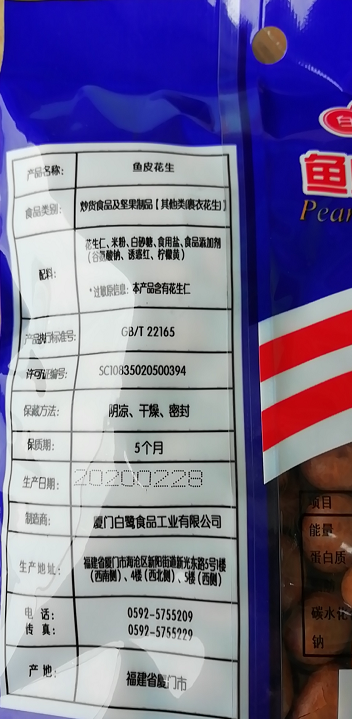 产品名称: 鱼皮花生
食品类别: 炒货食品及坚果制品【其他类(裹衣花生)】
配料: 花生仁、米粉、白砂糖、食用盐、食品添加剂
(谷氨酸钠、诱惑红、柠檬黄)
*过敏原信息:本产品含有花生仁
产品执行标准号: GB/T 22165
许可证编号: SC10835020500394
保藏方法: 阴凉、干燥、密封
保质期: 5个月
生产日期: 20200228
制造商: 厦门白鹭食品工业有限公司
生产地址: 福建省厦门市海沧区新阳街道新光东路5号1楼
(西南侧)、4楼(西北侧)、5楼(西侧)
电 话: 0592-5755209
传 真: 0592-5755229
产 地: 福建省厦门市
鱼
Pea
项目
能量
蛋白质
碳水化
钠